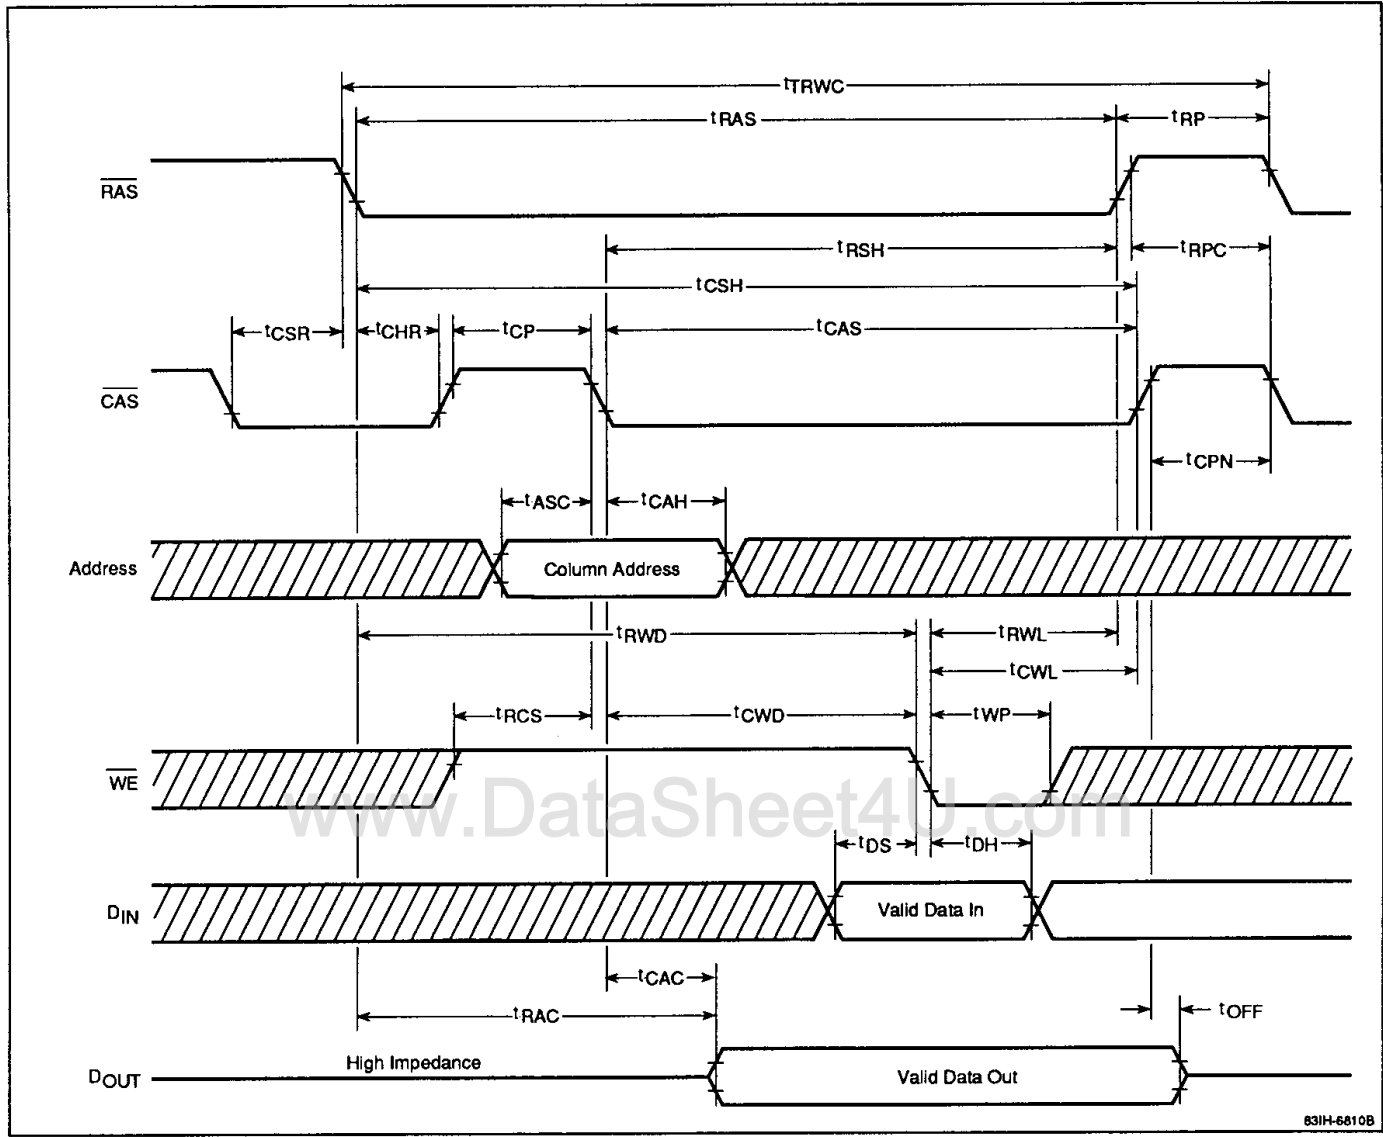 tTRWC
tRAS tRP
RAS
tRSH tRPC
tCSH
tCSR tCHR tCP tCAS
CAS
tCPN
tASC tCAH
Address Column Address
tRWD tRWL
tCWL
tRCS tCWD tWP
WE
www.DataSheet4U.com
tDS tDH
DIN Valid Data In
tCAC
tRAC tOFF
High Impedance
DOUT Valid Data Out
83IH-6810B